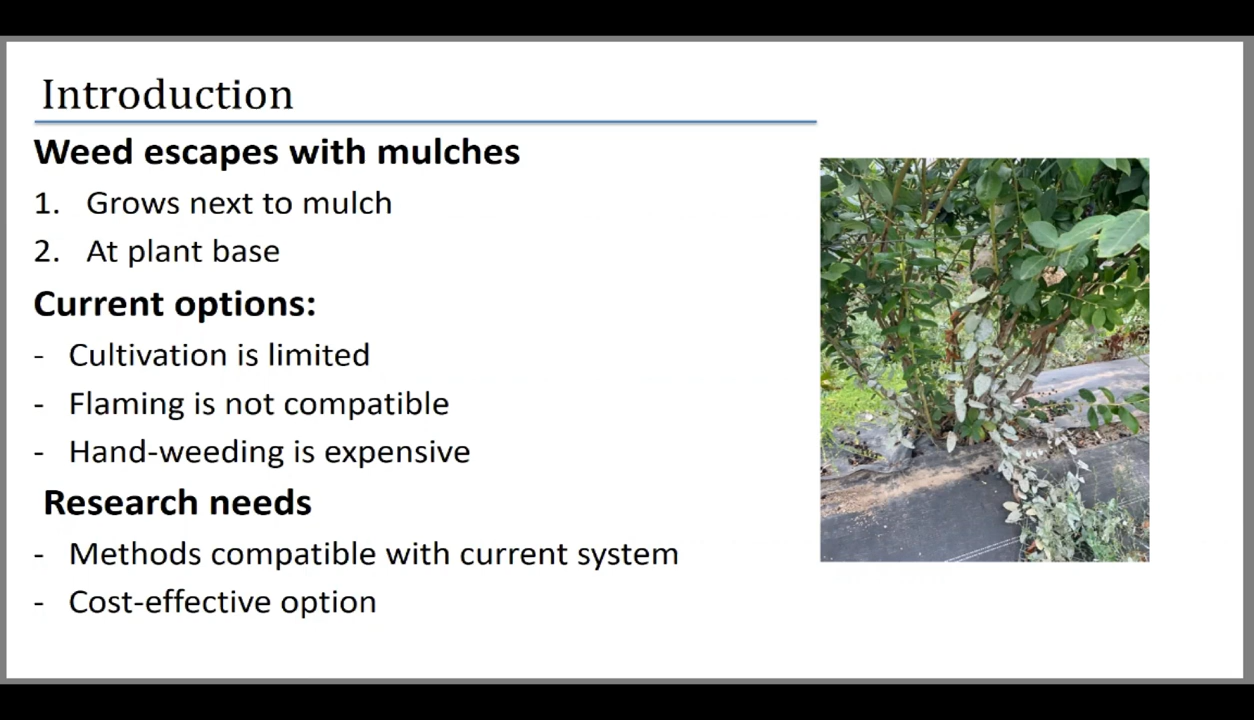 Introduction
Weed escapes with mulches
1. Grows next to mulch
2. At plant base
Current options:
- Cultivation is limited
- Flaming is not compatible
- Hand-weeding is expensive
Research needs
- Methods compatible with current system
- Cost-effective option